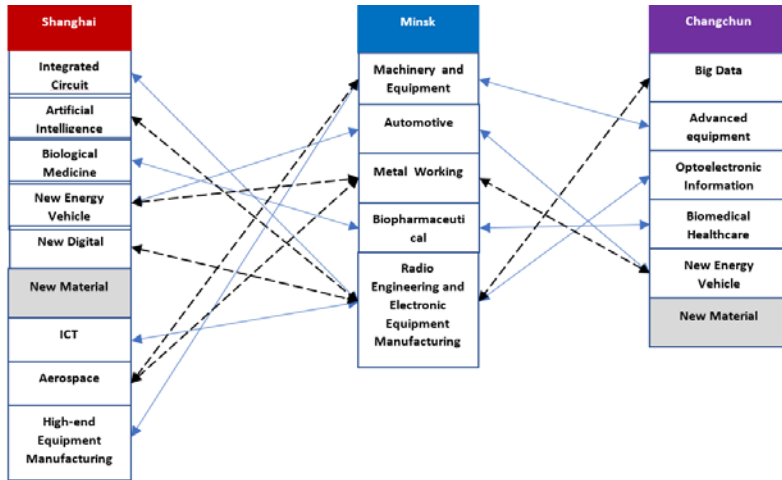 Shanghai
Integrated
Circuit
Artificial
Intelligence
Biological
Medicine
New Energy
Vehicle
New Digital
New Material
ICT
Aerospace
High-end
Equipment
Manufacturing
Minsk
Machinery and
Equipment
Automotive
Metal Working
Biopharmaceuti
cal
Radio
Engineering and
Electronic
Equipment
Manufacturing
Changchun
Big Data
Advanced
equipment
Optoelectronic
Information
Biomedical
Healthcare
New Energy
Vehicle
New Material